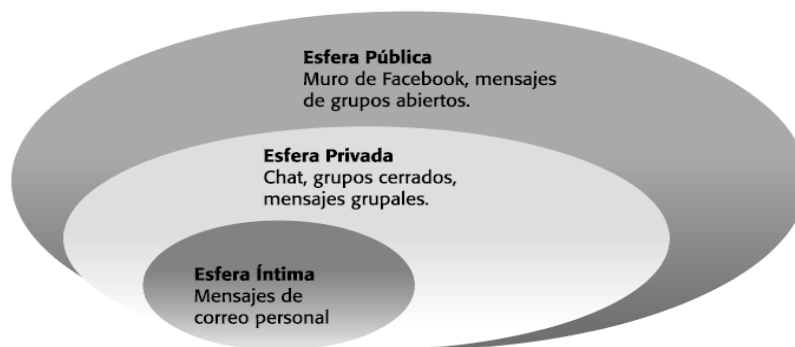 Esfera Pública
Muro de Facebook, mensajes
de grupos abiertos.
Esfera Privada
Chat, grupos cerrados,
mensajes grupales.
Esfera Íntima
Mensajes de
correo personal